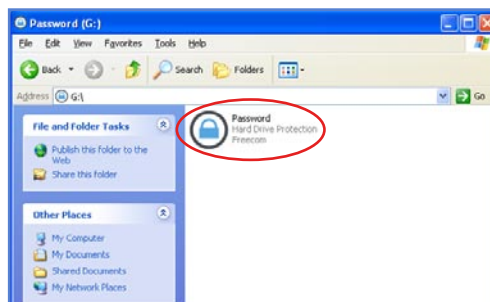 Password (G:)
File Edit View Favorites Tools Help
Back Search Folders
Address G:\ Go
File and Folder Tasks
Publish this folder to the
Web
Share this folder
Other Places
My Computer
My Documents
Shared Documents
My Network Places
Password
Hard Drive Protection
Freecom